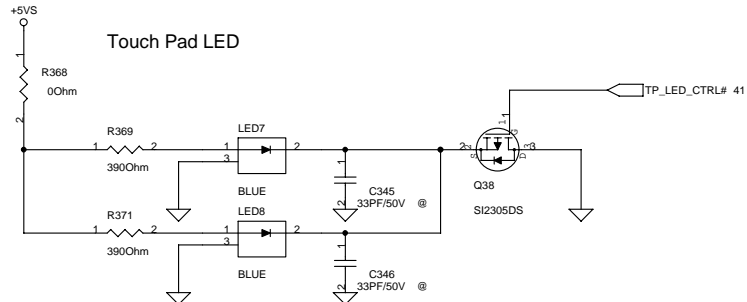 +5VS
Touch Pad LED
1
R368
0Ohm
2
TP_LED_CTRL# 41
1
G
R369
1 2
390Ohm
LED7
1 2
3
BLUE
1
2
C345
33PF/50V @
2 2 S D 3 3
Q38
SI2305DS
R371
1 2
390Ohm
LED8
1 2
3
BLUE
1
2
C346
33PF/50V @